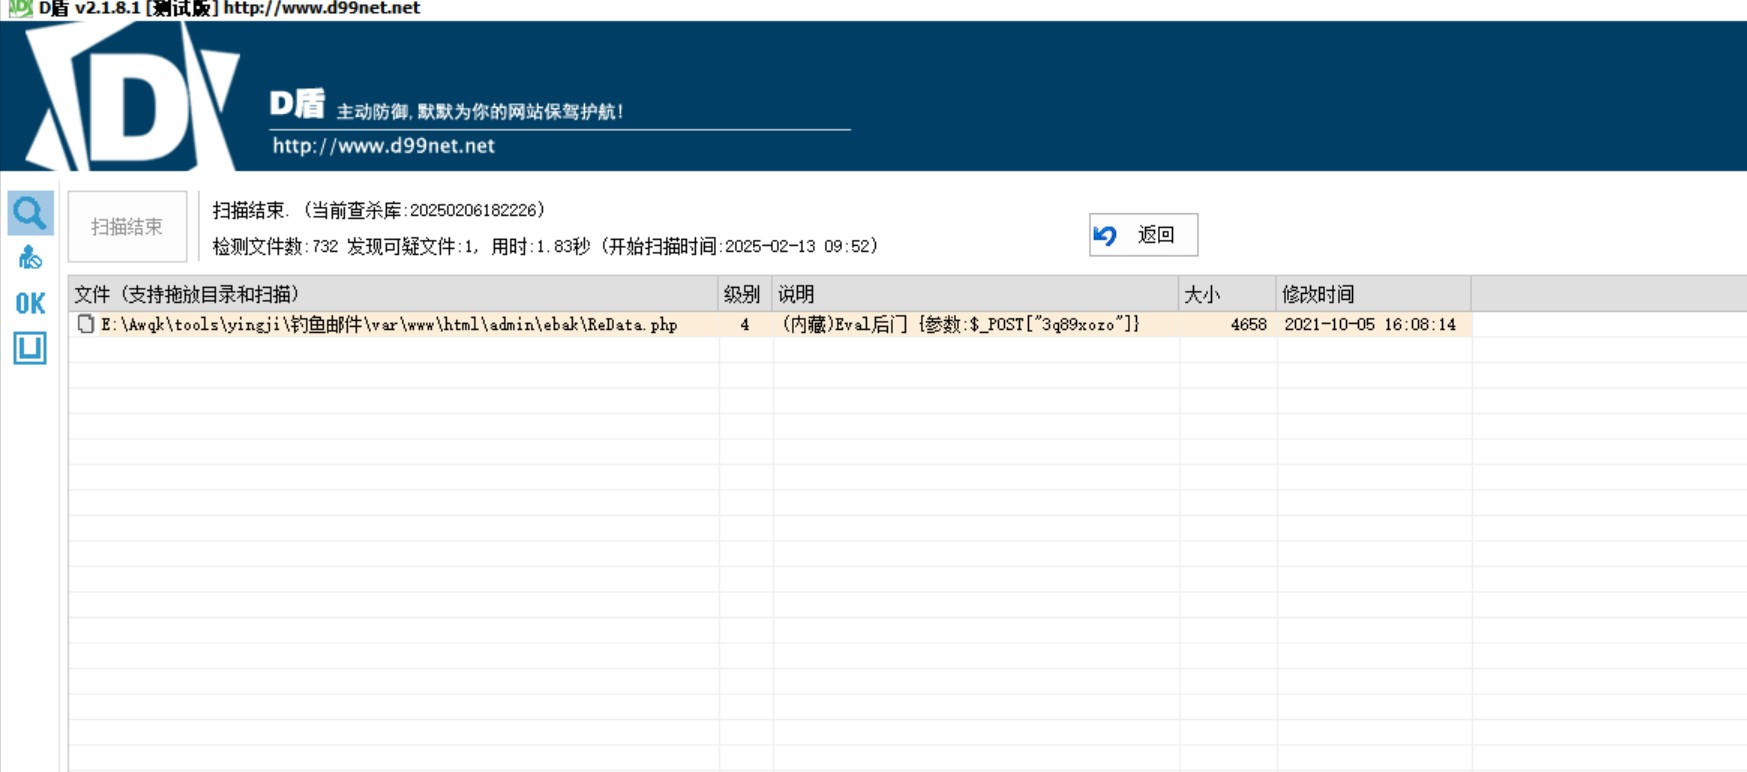 D盾 v2.1.8.1 [测试版] http://www.d99net.net
D盾 主动防御,默默为你的网站保驾护航!
http://www.d99net.net
扫描结束
扫描结束. (当前查杀库:20250206182226)
检测文件数:732 发现可疑文件:1, 用时:1.83秒 (开始扫描时间:2025-02-13 09:52)
返回
OK
文件 (支持拖放目录和扫描) 级别 说明 大小 修改时间
E:\Awqk\tools\yingji\钓鱼邮件\var\www\html\admin\ebak\ReData.php 4 (内藏)Eval后门 {参数:$_POST["3q89xozo"]} 4658 2021-10-05 16:08:14